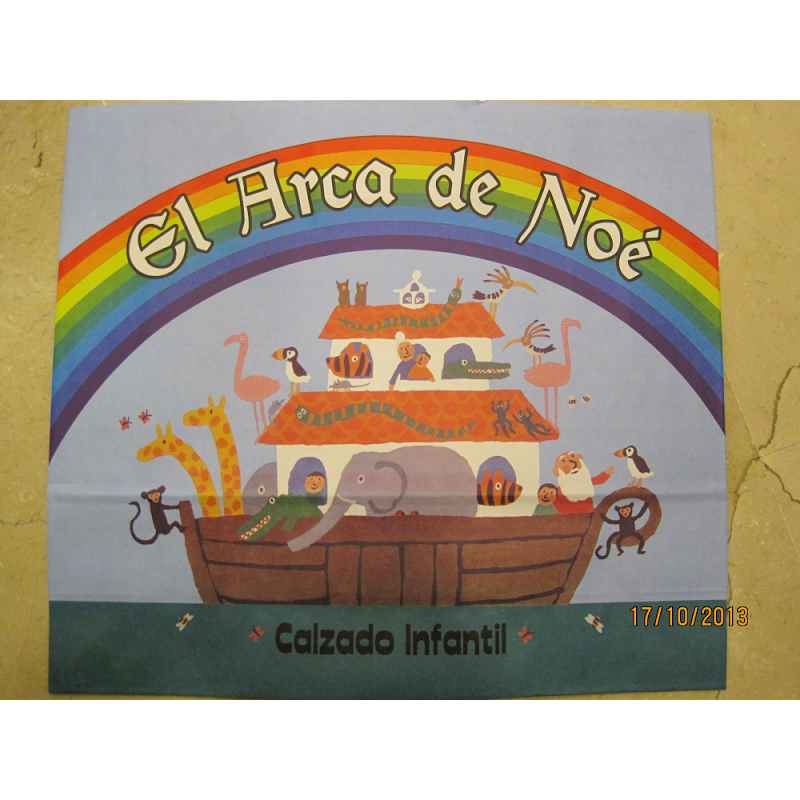 El Arca de Noé
Calzado Infantil
17/10/2013